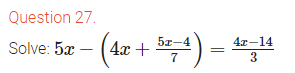 Question 27.
Solve: 5x − (4x + (5x−4)/7) = (4x−14)/3